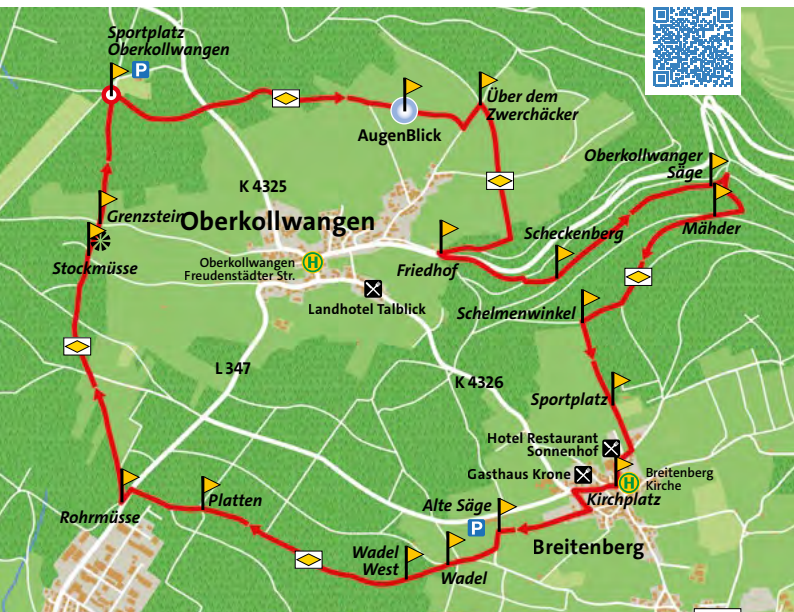 Sportplatz
Oberkollwangen
P
AugenBlick
Über dem
Zwerchäcker
Oberkollwanger
Säge
K 4325
Grenzstein
Oberkollwangen
Mähder
Scheckenberg
Stockmüsse
Oberkollwangen
Freudenstädter Str.
H
Friedhof
Landhotel Talblick
Schelmenwinkel
L 347
K 4326
Sportplatz
Hotel Restaurant
Sonnenhof
Gasthaus Krone
H
Breitenberg
Kirche
Kirchplatz
Platten
Rohrmüsse
Alte Säge
P
Breitenberg
Wadel
West
Wadel